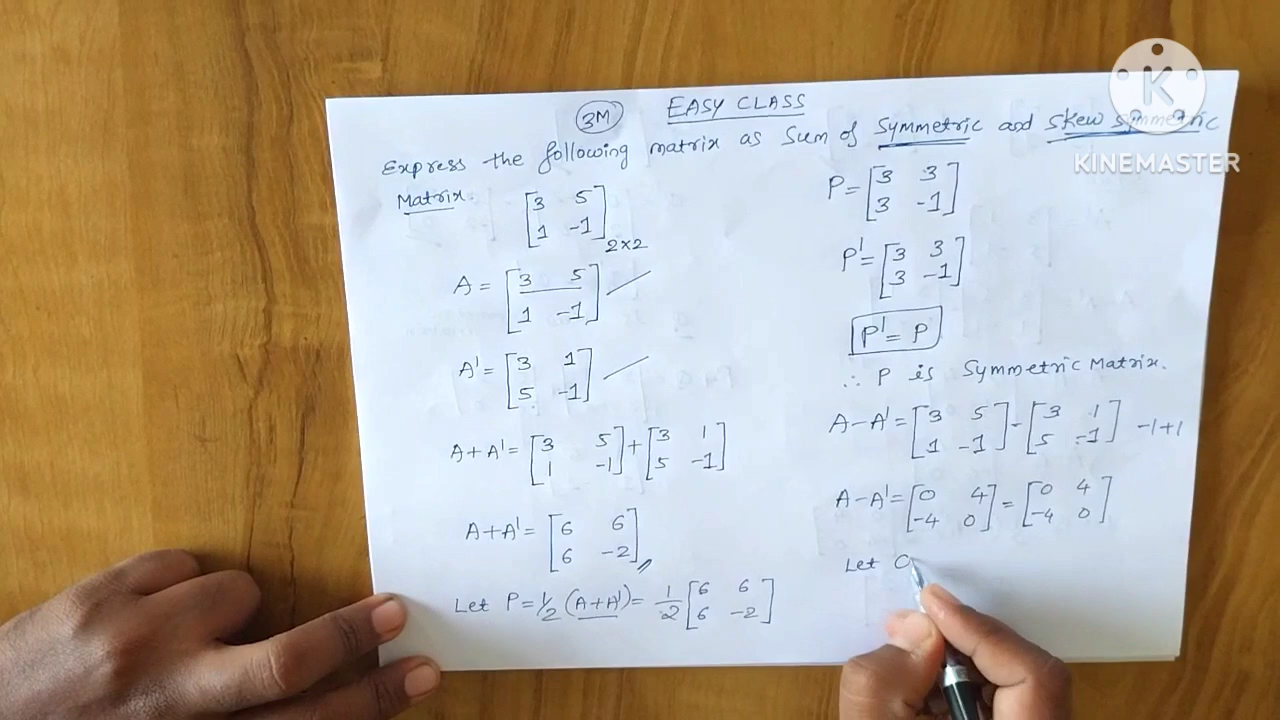 3M EASY CLASS
Express the following matrix as Sum of Symmetric and Skew Symmetric
Matrix.
[3 5
1 -1] 2×2
A = [3 5
1 -1]
A' = [3 1
5 -1]
A+A' = [3 5
1 -1] + [3 1
5 -1]
A+A' = [6 6
6 -2]
Let P = 1/2 (A+A') = 1/2 [6 6
6 -2]
P = [3 3
3 -1]
P' = [3 3
3 -1]
P' = P
∴ P is Symmetric Matrix.
A-A' = [3 5
1 -1] - [3 1
5 -1] -1+1
A-A' = [0 4
-4 0] = [0 4
-4 0]
Let
K
KINEMASTER